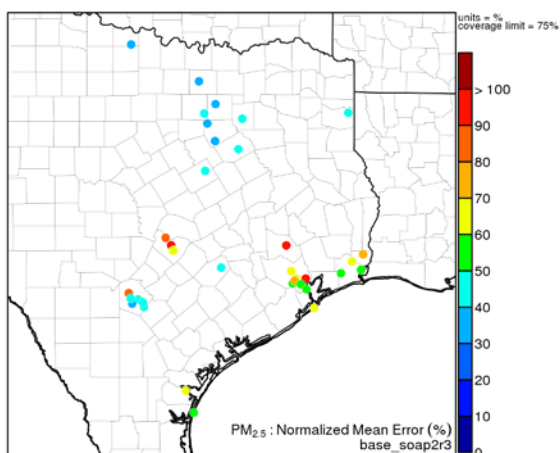 units = %
coverage limit = 75%
> 100
90
80
70
60
50
40
30
20
10
0
PM2.5 : Normalized Mean Error (%)
base_soap2r3